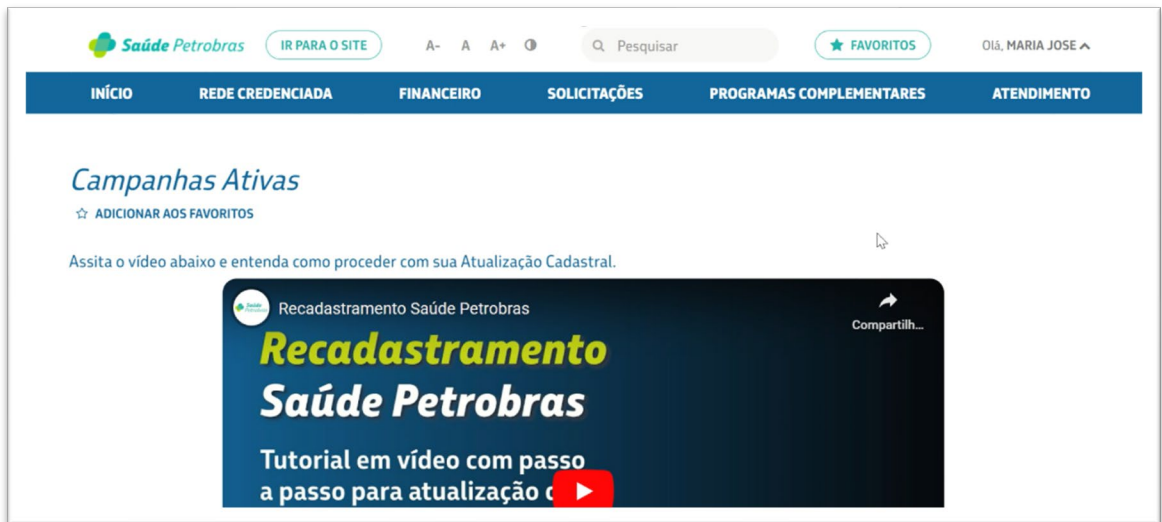 Saúde Petrobras IR PARA O SITE A- A A+ Pesquisar FAVORITOS Olá, MARIA JOSE
INÍCIO REDE CREDENCIADA FINANCEIRO SOLICITAÇÕES PROGRAMAS COMPLEMENTARES ATENDIMENTO
Campanhas Ativas
ADICIONAR AOS FAVORITOS
Assita o vídeo abaixo e entenda como proceder com sua Atualização Cadastral.
Saúde Petrobras
Recadastramento Saúde Petrobras
Compartilh...
Recadastramento
Saúde Petrobras
Tutorial em vídeo com passo
a passo para atualização